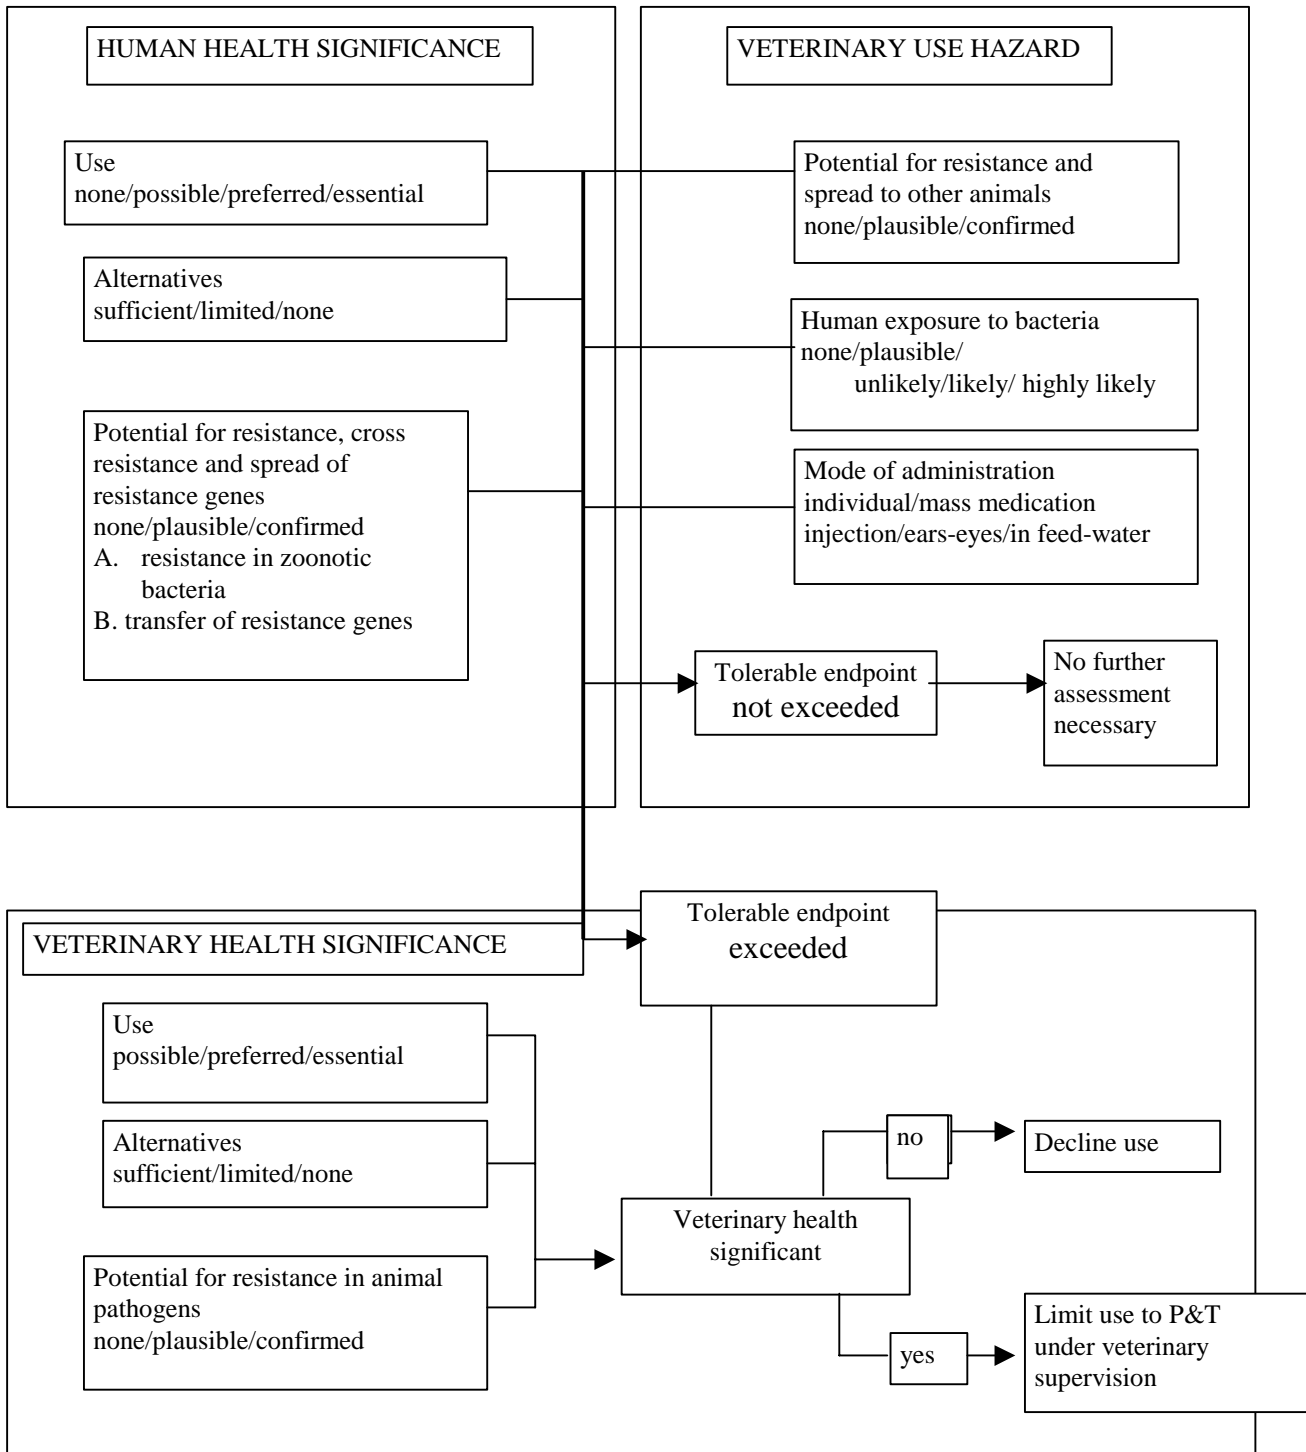 HUMAN HEALTH SIGNIFICANCE
Use
none/possible/preferred/essential
Alternatives
sufficient/limited/none
Potential for resistance, cross
resistance and spread of
resistance genes
none/plausible/confirmed
A. resistance in zoonotic
bacteria
B. transfer of resistance genes
VETERINARY USE HAZARD
Potential for resistance and
spread to other animals
none/plausible/confirmed
Human exposure to bacteria
none/plausible/
unlikely/likely/ highly likely
Mode of administration
individual/mass medication
injection/ears-eyes/in feed-water
Tolerable endpoint
not exceeded
No further
assessment
necessary
VETERINARY HEALTH SIGNIFICANCE
Tolerable endpoint
exceeded
Use
possible/preferred/essential
Alternatives
sufficient/limited/none
Potential for resistance in animal
pathogens
none/plausible/confirmed
Veterinary health
significant
no
Decline use
yes
Limit use to P&T
under veterinary
supervision